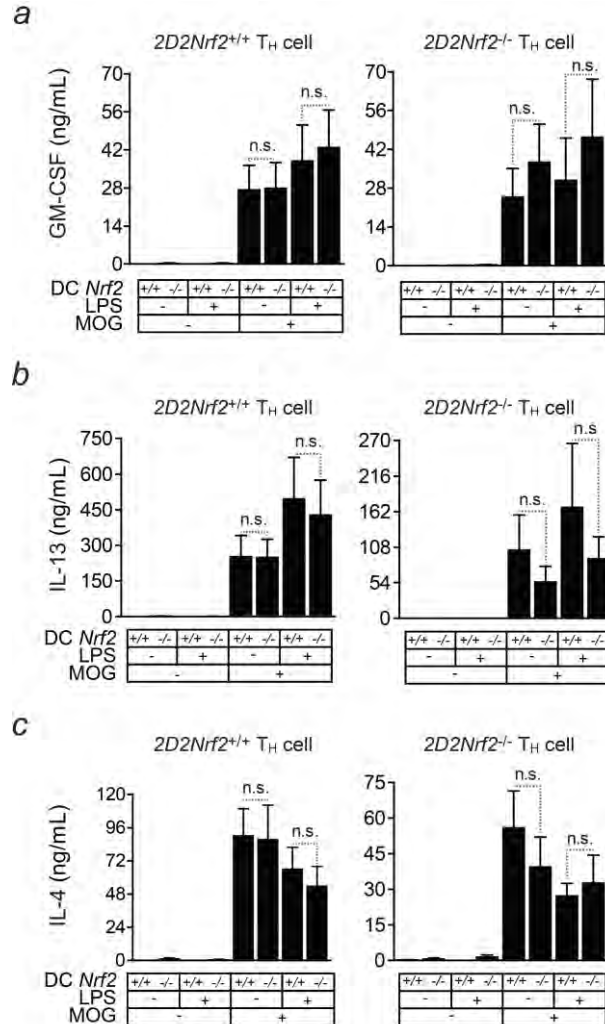 a
2D2Nrf2+/+ TH cell 2D2Nrf2-/- TH cell
GM-CSF (ng/mL)
70 70
56 56
42 42
28 28
14 14
0 0
n.s. n.s. n.s. n.s.
DC Nrf2 +/+ -/- +/+ -/- +/+ -/- +/+ -/- +/+ -/- +/+ -/- +/+ -/- +/+ -/-
LPS - + - + - + - +
MOG - + - +
b
2D2Nrf2+/+ TH cell 2D2Nrf2-/- TH cell
IL-13 (ng/mL)
750 270
600 216
450 162
300 108
150 54
0 0
n.s. n.s. n.s. n.s
DC Nrf2 +/+ -/- +/+ -/- +/+ -/- +/+ -/- +/+ -/- +/+ -/- +/+ -/- +/+ -/-
LPS - + - + - + - +
MOG - + - +
c
2D2Nrf2+/+ TH cell 2D2Nrf2-/- TH cell
IL-4 (ng/mL)
120 75
96 60
72 45
48 30
24 15
0 0
n.s. n.s. n.s. n.s.
DC Nrf2 +/+ -/- +/+ -/- +/+ -/- +/+ -/- +/+ -/- +/+ -/- +/+ -/- +/+ -/-
LPS - + - + - + - +
MOG - + - +